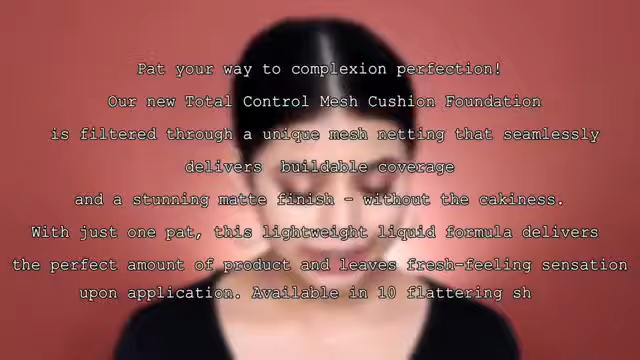 Pat your way to complexion perfection!
Our new Total Control Mesh Cushion Foundation
is filtered through a unique mesh netting that seamlessly
delivers  buildable coverage
and a stunning matte finish - without the cakiness.
With just one pat, this lightweight liquid formula delivers
the perfect amount of product and leaves fresh-feeling sensation
upon application. Available in 10 flattering sh